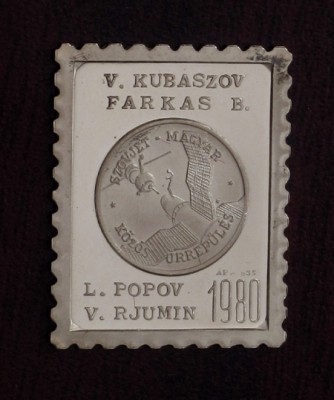 V. KUBASZOV
FARKAS B.
SZOVJET - MAGYAR
KÖZÖS ŰRREPÜLÉS
L. POPOV
V. RJUMIN 1980